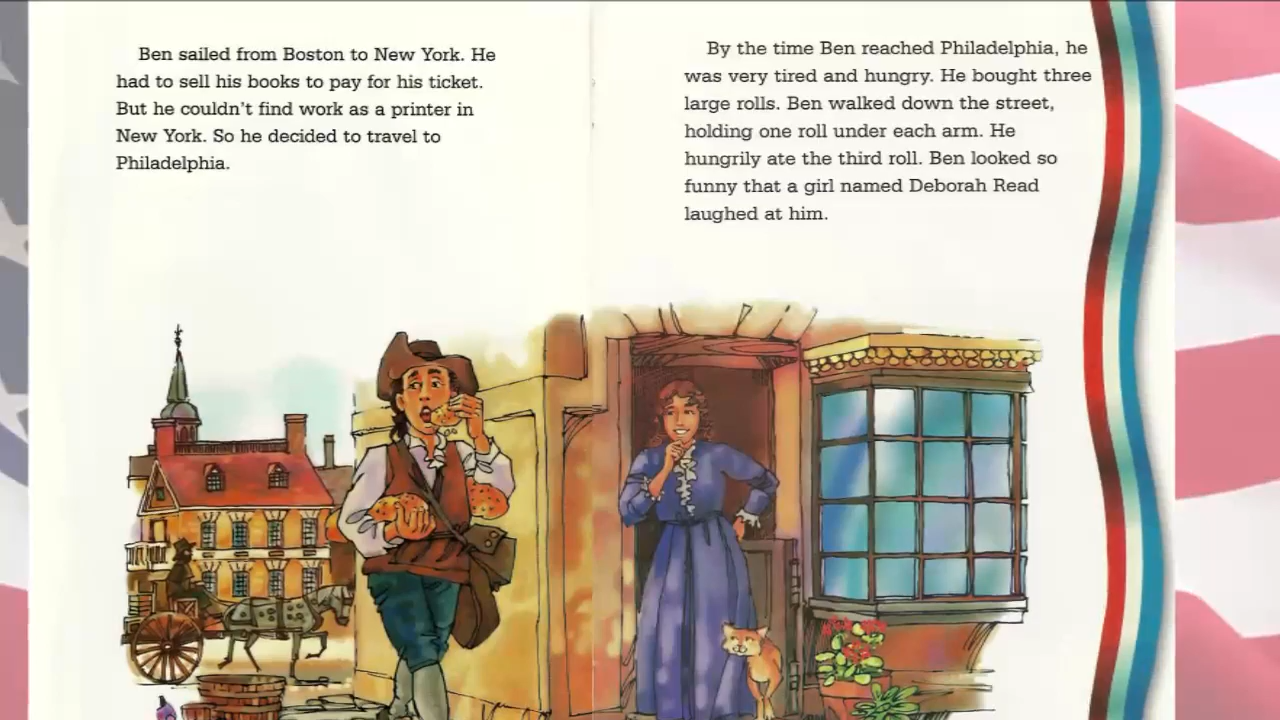 Ben sailed from Boston to New York. He
had to sell his books to pay for his ticket.
But he couldn't find work as a printer in
New York. So he decided to travel to
Philadelphia.
By the time Ben reached Philadelphia, he
was very tired and hungry. He bought three
large rolls. Ben walked down the street,
holding one roll under each arm. He
hungrily ate the third roll. Ben looked so
funny that a girl named Deborah Read
laughed at him.